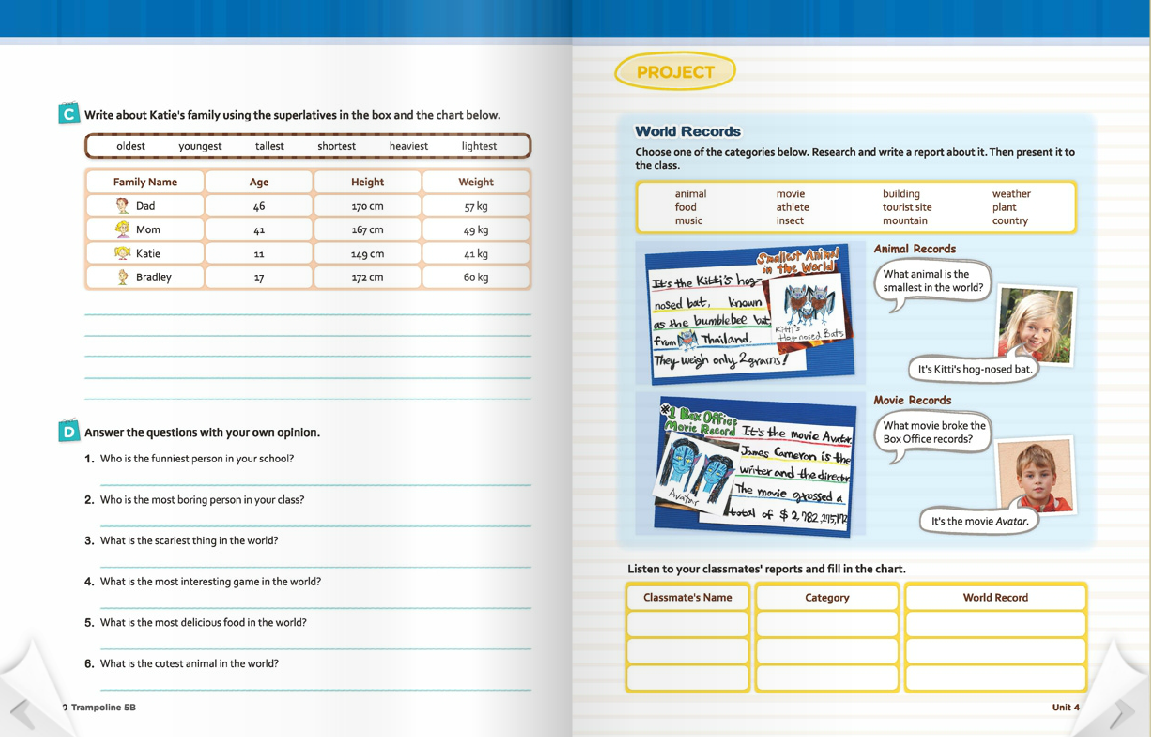 C Write about Katie's family using the superlatives in the box and the chart below.
oldest youngest tallest shortest heaviest lightest
Family Name Age Height Weight
Dad 46 170 cm 57 kg
Mom 41 167 cm 49 kg
Katie 11 149 cm 41 kg
Bradley 17 172 cm 60 kg
D Answer the questions with your own opinion.
1. Who is the funniest person in your school?
2. Who is the most boring person in your class?
3. What is the scariest thing in the world?
4. What is the most interesting game in the world?
5. What is the most delicious food in the world?
6. What is the cutest animal in the world?
0 Trampoline 5B
PROJECT
World Records
Choose one of the categories below. Research and write a report about it. Then present it to
the class.
animal movie building weather
food athlete tourist site plant
music insect mountain country
Smallest Animal
in the World
It's the Kitti's hog-
nosed bat, known
as the bumblebee bat,
from Thailand.
They weigh only 2grams!
Kitti's
Hog-nosed Bats
Animal Records
What animal is the
smallest in the world?
It's Kitti's hog-nosed bat.
*1 Box Office
Movie Record
It's the movie Avatar.
James Cameron is the
writer and the director
The movie grossed a
total of $
Avatar
Movie Records
What movie broke the
Box Office records?
It's the movie Avatar.
Listen to your classmates' reports and fill in the chart.
Classmate's Name Category World Record
Unit 4